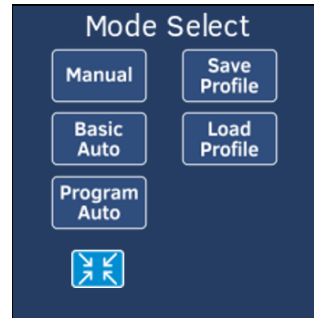 Mode Select
Manual
Save
Profile
Basic
Auto
Load
Profile
Program
Auto